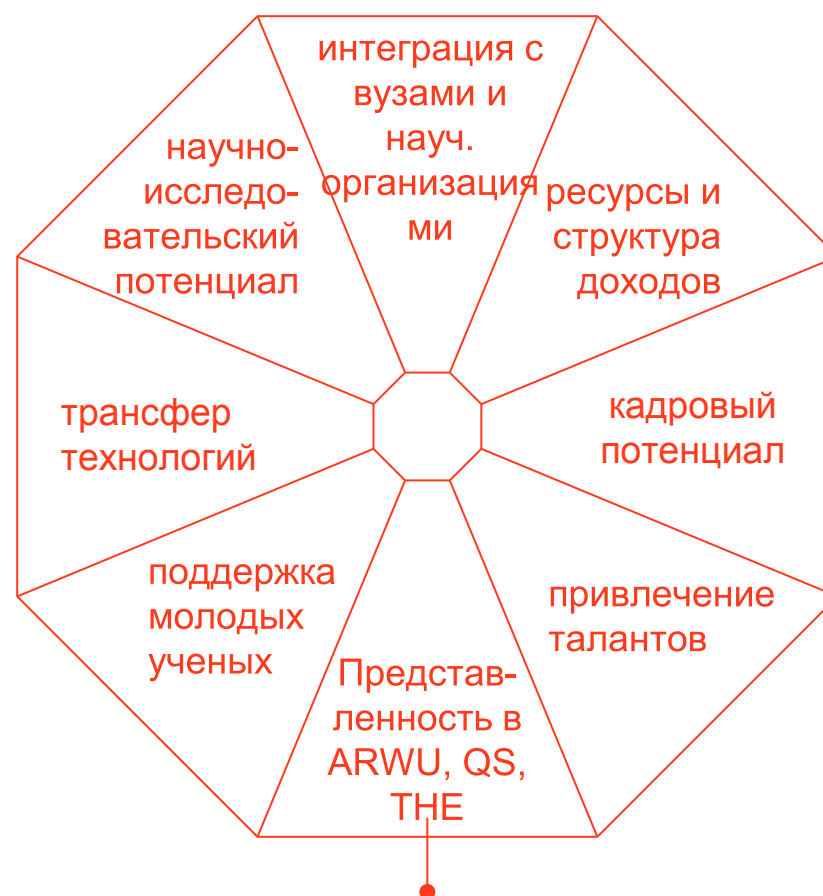 интеграция с
вузами и
науч.
организация
ми
ресурсы и
структура
доходов
кадровый
потенциал
привлечение
талантов
Представ-
ленность в
ARWU, QS,
THE
поддержка
молодых
ученых
трансфер
технологий
научно-
исследо-
вательский
потенциал